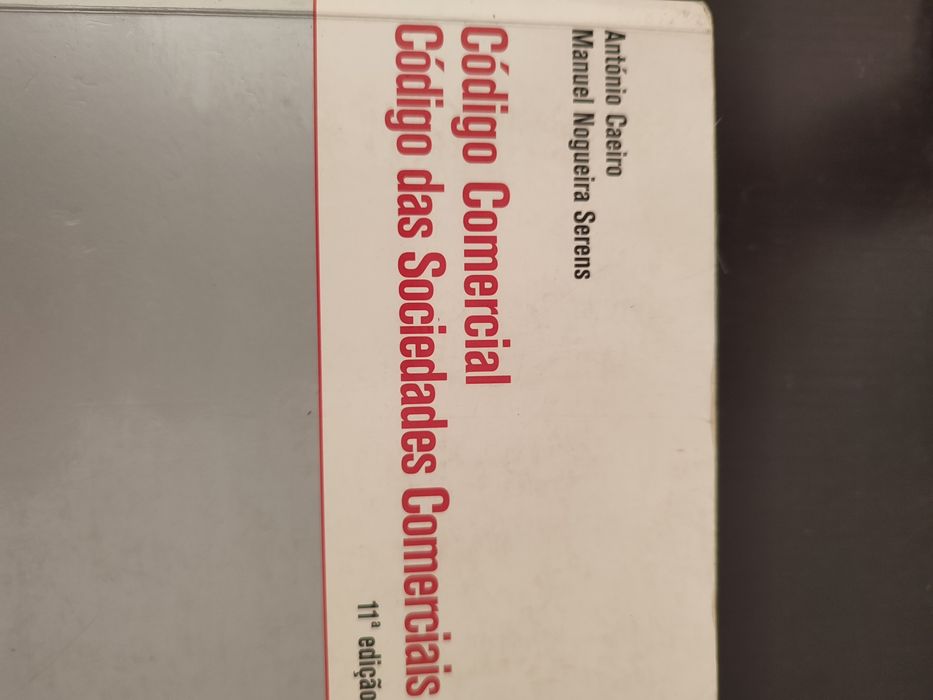 António Caeiro
Manuel Nogueira Serens
Código Comercial
Código das Sociedades Comerciais
11ª edição